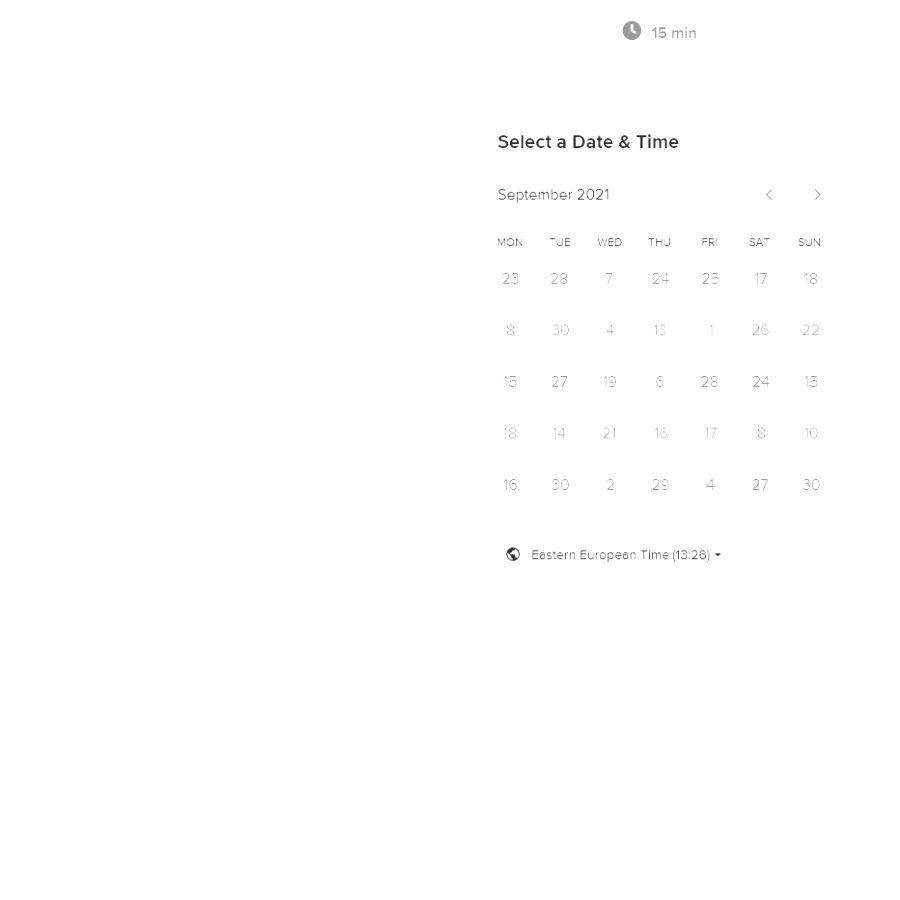 15 min
Select a Date & Time
September 2021
MON TUE WED THU FRI SAT SUN
23 28 7 24 25 17 18
8 30 4 13 1 26 22
15 27 19 6 28 24 15
18 14 21 16 17 8 10
16 30 2 29 4 27 30
Eastern European Time (13:26)